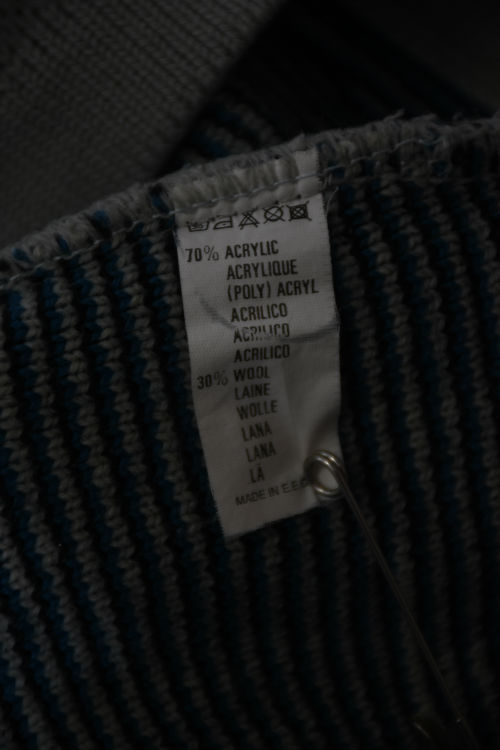 70% ACRYLIC
ACRYLIQUE
(POLY) ACRYL
ACRILICO
ACRILICO
ACRILICO
30% WOOL
LAINE
WOLLE
LANA
LANA
LÃ
MADE IN E.E.C